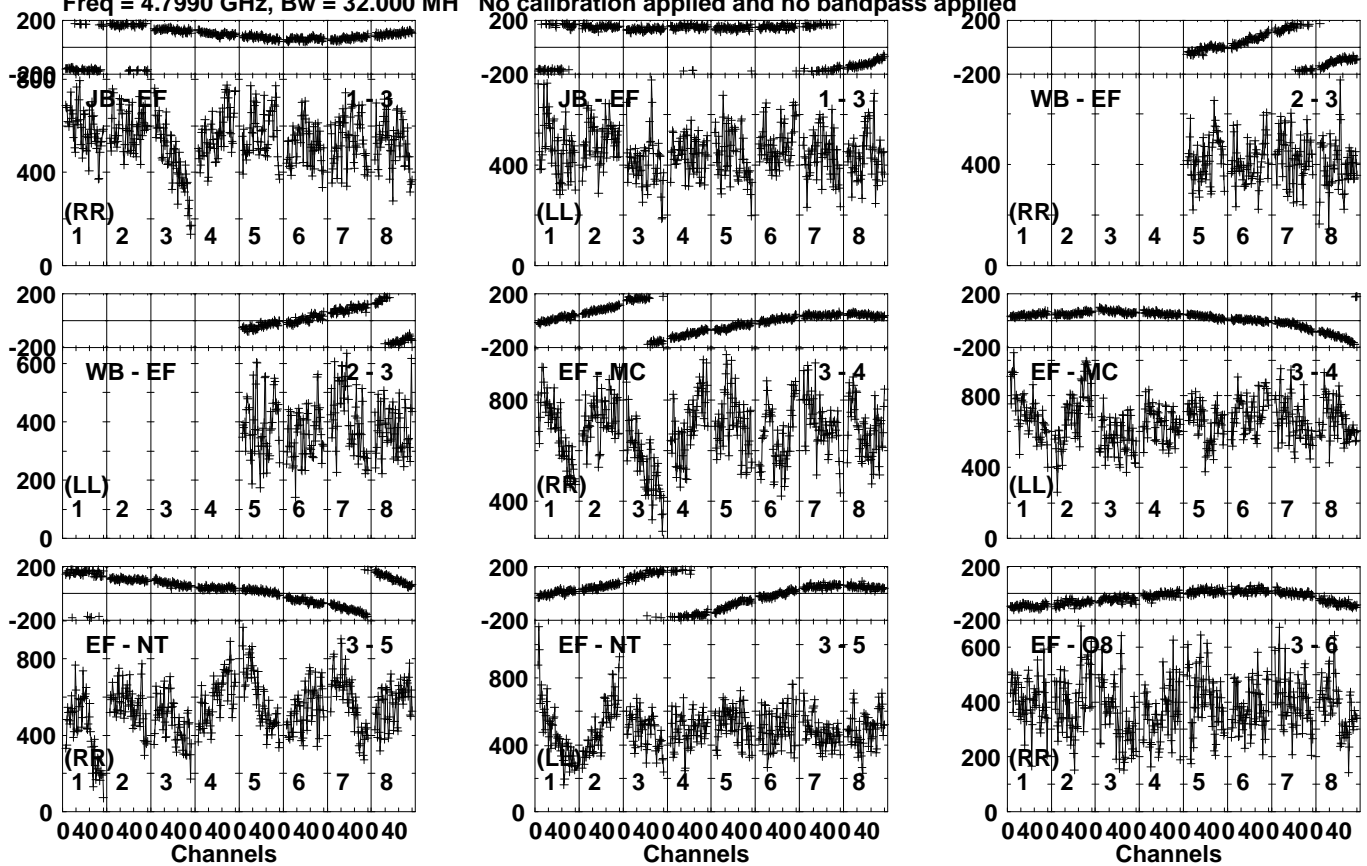 Freq = 4.7990 GHz, Bw = 32.000 MH No calibration applied and no bandpass applied
200
-200
800
JB - EF 1 - 3
400
(RR)
1 2 3 4 5 6 7 8
0
200
-200
JB - EF 1 - 3
400
(LL)
1 2 3 4 5 6 7 8
0
200
-200
WB - EF 2 - 3
400
(RR)
1 2 3 4 5 6 7 8
0
200
-200
600
WB - EF 2 - 3
400
200
(LL)
1 2 3 4 5 6 7 8
0
200
-200
EF - MC 3 - 4
800
(RR)
400
1 2 3 4 5 6 7 8
200
-200
EF - MC 3 - 4
800
400
(LL)
1 2 3 4 5 6 7 8
0
200
-200
EF - NT 3 - 5
800
400
(RR)
1 2 3 4 5 6 7 8
0
200
-200
EF - NT 3 - 5
800
400
(LL)
1 2 3 4 5 6 7 8
0
200
-200
EF - O8 3 - 6
600
400
200
(RR)
1 2 3 4 5 6 7 8
0
0 40 0 40 0 40 0 40 0 40 0 40 0 40 0 40
Channels
0 40 0 40 0 40 0 40 0 40 0 40 0 40 0 40
Channels
0 40 0 40 0 40 0 40 0 40 0 40 0 40 0 40
Channels